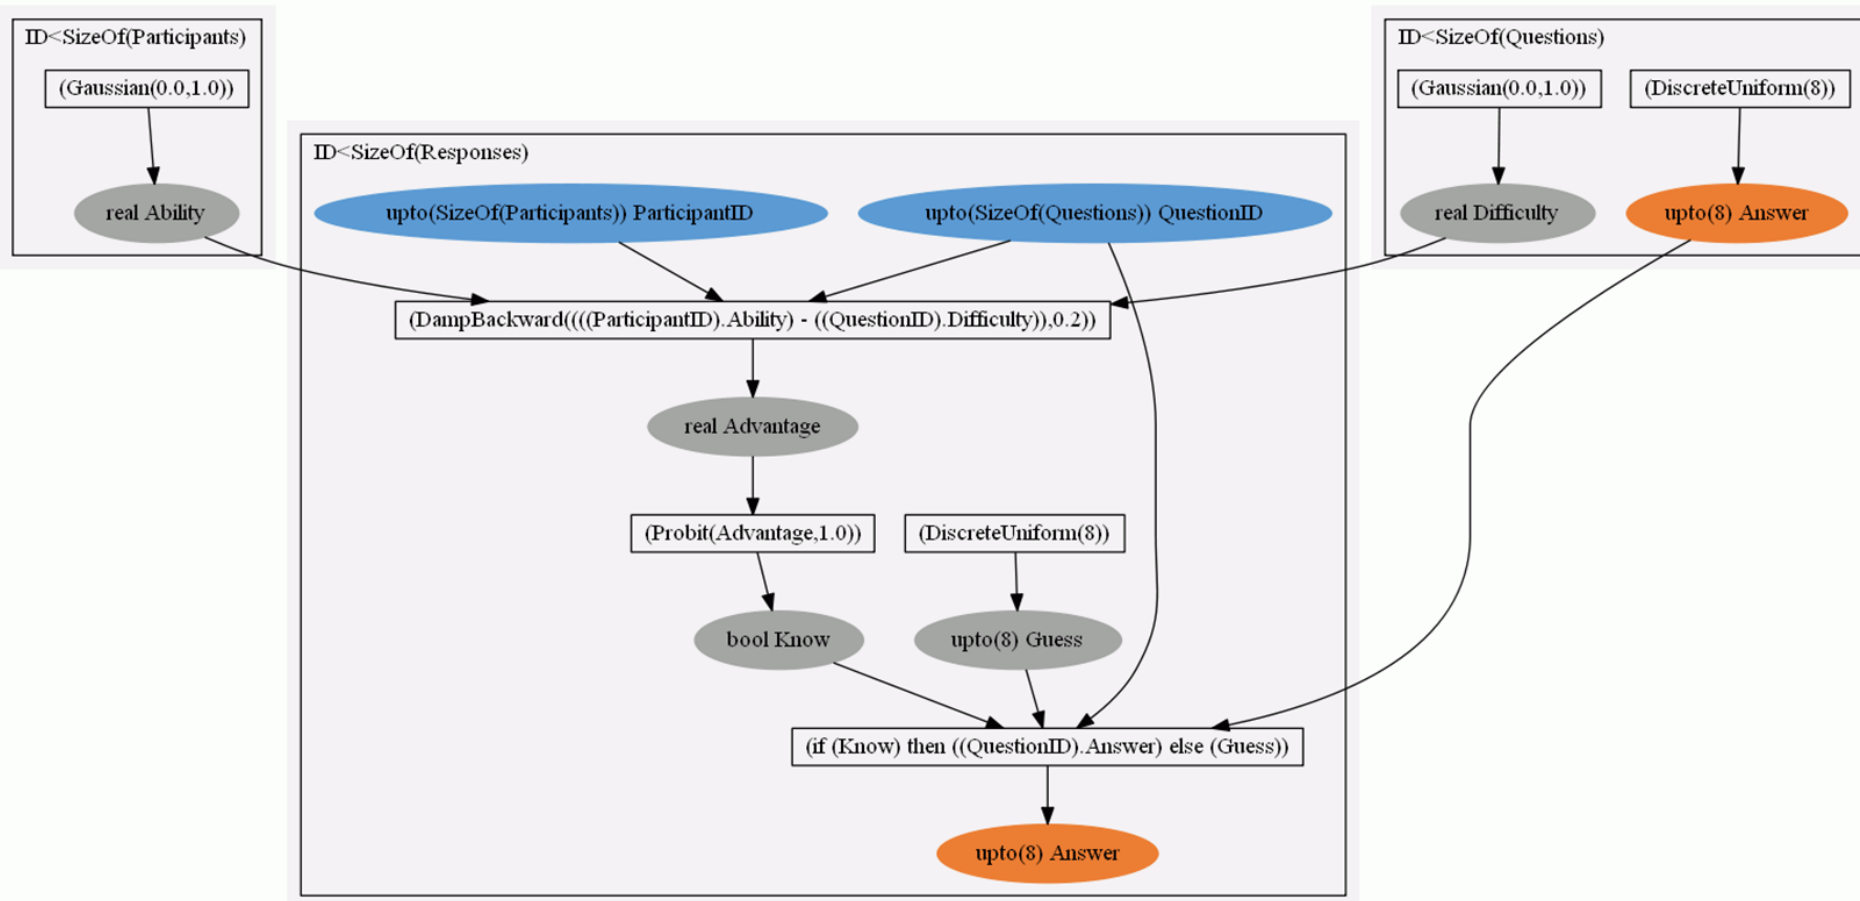 ID<SizeOf(Participants)
(Gaussian(0.0,1.0))
real Ability
ID<SizeOf(Responses)
upto(SizeOf(Participants)) ParticipantID
upto(SizeOf(Questions)) QuestionID
(DampBackward((((ParticipantID).Ability) - ((QuestionID).Difficulty)),0.2))
real Advantage
(Probit(Advantage,1.0))
(DiscreteUniform(8))
bool Know
upto(8) Guess
(if (Know) then ((QuestionID).Answer) else (Guess))
upto(8) Answer
ID<SizeOf(Questions)
(Gaussian(0.0,1.0))
(DiscreteUniform(8))
real Difficulty
upto(8) Answer